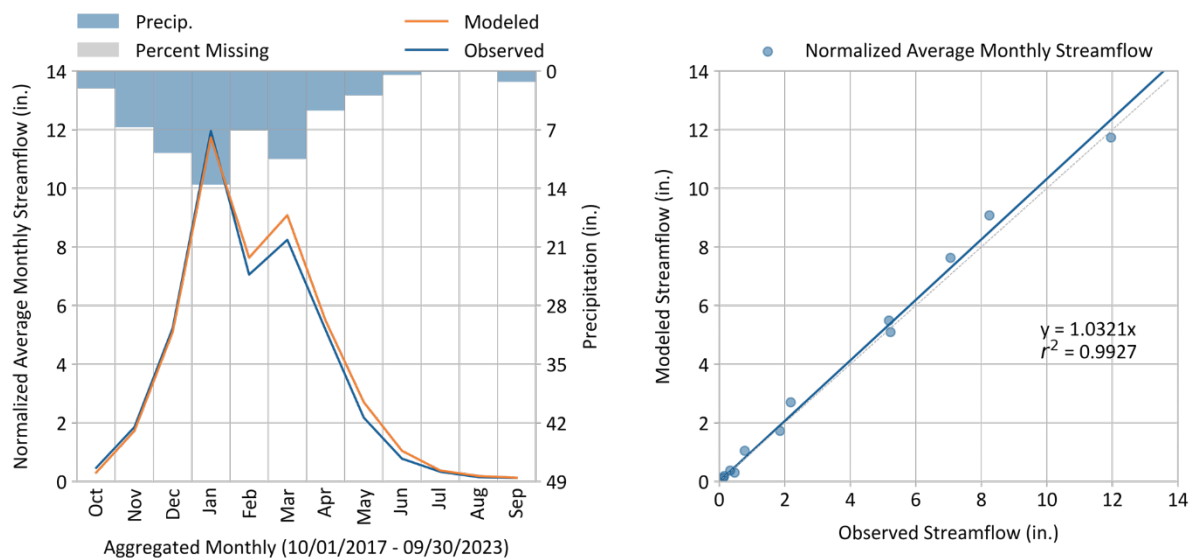 Precip.
Percent Missing
Modeled
Observed
14
12
10
8
6
4
2
0
Normalized Average Monthly Streamflow (in.)
0
7
14
21
28
35
42
49
Precipitation (in.)
Oct
Nov
Dec
Jan
Feb
Mar
Apr
May
Jun
Jul
Aug
Sep
Aggregated Monthly (10/01/2017 - 09/30/2023)
Normalized Average Monthly Streamflow
14
12
10
8
6
4
2
0
Modeled Streamflow (in.)
y = 1.0321x
r² = 0.9927
0 2 4 6 8 10 12 14
Observed Streamflow (in.)